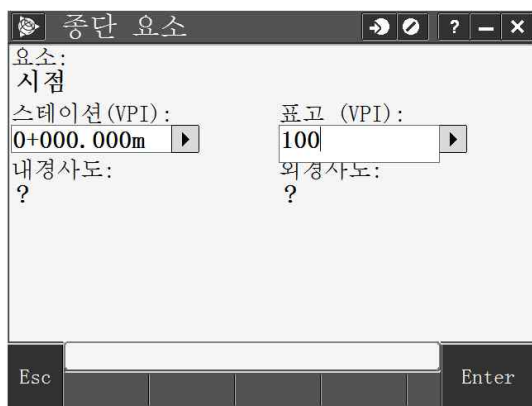 종단 요소
? — ×
요소:
시점
스테이션(VPI): 표고 (VPI):
0+000.000m 100
내경사도: 외경사도:
? ?
Esc Enter